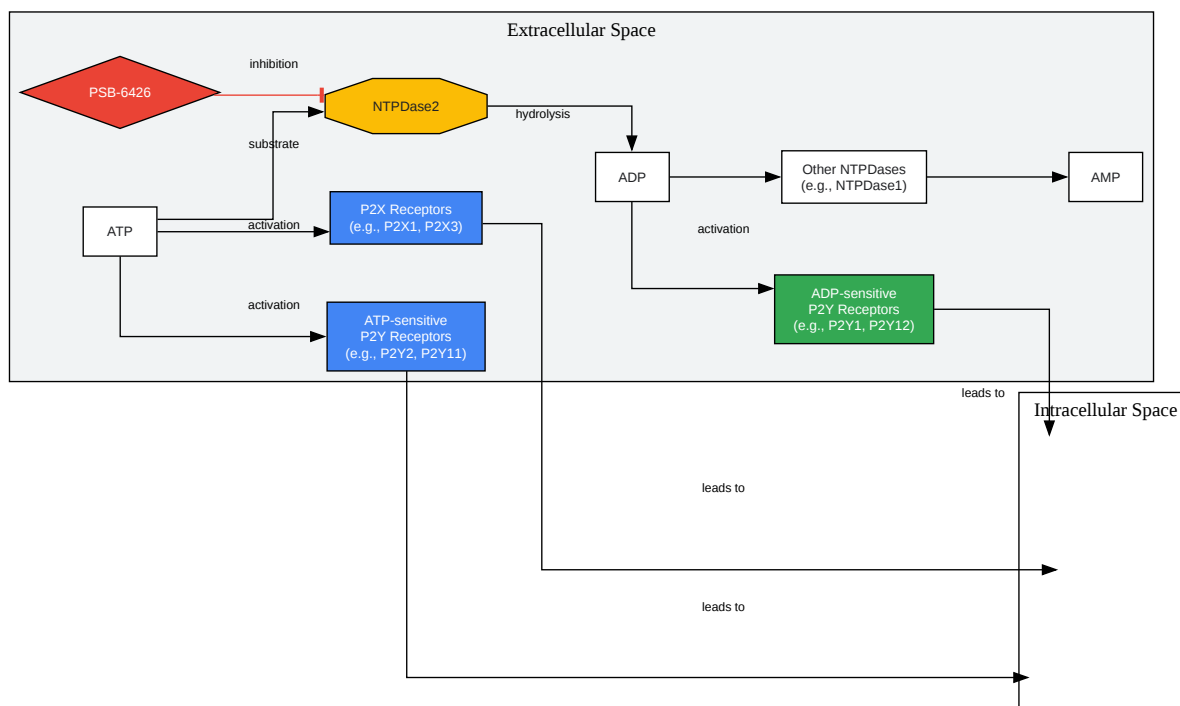 Extracellular Space
inhibition
PSB-6426
NTPDase2
hydrolysis
substrate
ADP
Other NTPDases
(e.g., NTPDase1)
AMP
P2X Receptors
(e.g., P2X1, P2X3)
ATP
activation
activation
activation
ADP-sensitive
P2Y Receptors
(e.g., P2Y1, P2Y12)
ATP-sensitive
P2Y Receptors
(e.g., P2Y2, P2Y11)
leads to
Intracellular Space
leads to
leads to